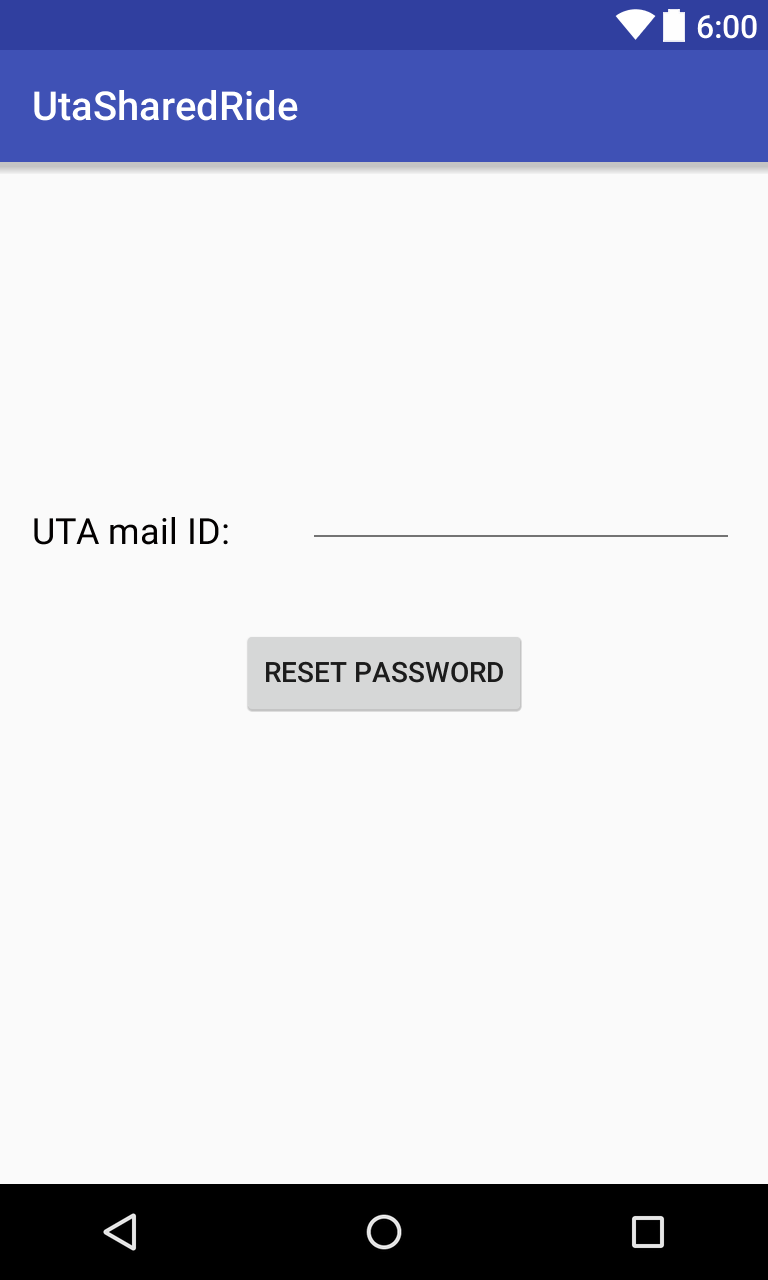 6:00
UtaSharedRide
UTA mail ID:
RESET PASSWORD